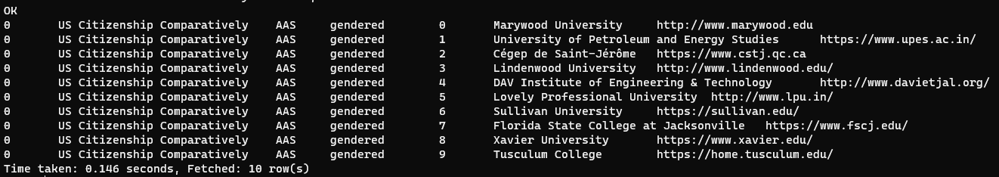 OK
0 US Citizenship Comparatively AAS gendered 0 Marywood University http://www.marywood.edu
0 US Citizenship Comparatively AAS gendered 1 University of Petroleum and Energy Studies https://www.upes.ac.in/
0 US Citizenship Comparatively AAS gendered 2 Cégep de Saint-Jérôme https://www.cstj.qc.ca
0 US Citizenship Comparatively AAS gendered 3 Lindenwood University http://www.lindenwood.edu/
0 US Citizenship Comparatively AAS gendered 4 DAV Institute of Engineering & Technology http://www.davietjal.org/
0 US Citizenship Comparatively AAS gendered 5 Lovely Professional University http://www.lpu.in/
0 US Citizenship Comparatively AAS gendered 6 Sullivan University https://sullivan.edu/
0 US Citizenship Comparatively AAS gendered 7 Florida State College at Jacksonville https://www.fscj.edu/
0 US Citizenship Comparatively AAS gendered 8 Xavier University https://www.xavier.edu/
0 US Citizenship Comparatively AAS gendered 9 Tusculum College https://home.tusculum.edu/
Time taken: 0.146 seconds, Fetched: 10 row(s)